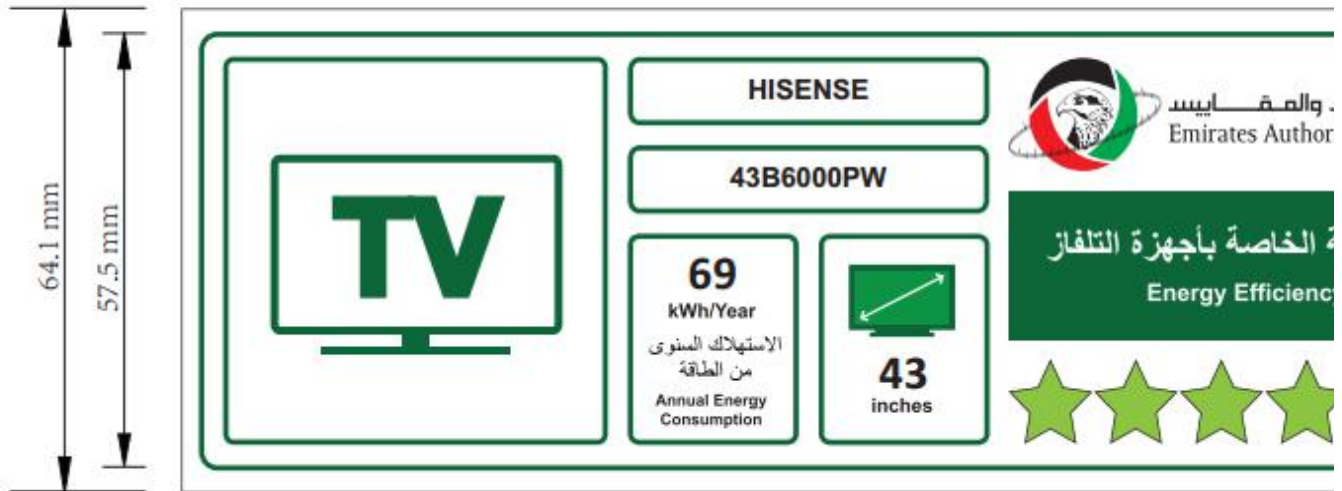 64.1 mm
57.5 mm
TV
HISENSE
43B6000PW
69
kWh/Year
الاستهلاك السنوى
من الطاقة
Annual Energy
Consumption
43
inches
والمـقـــــاييس
Emirates Author
الخاصة بأجهزة التلفاز
Energy Efficienc